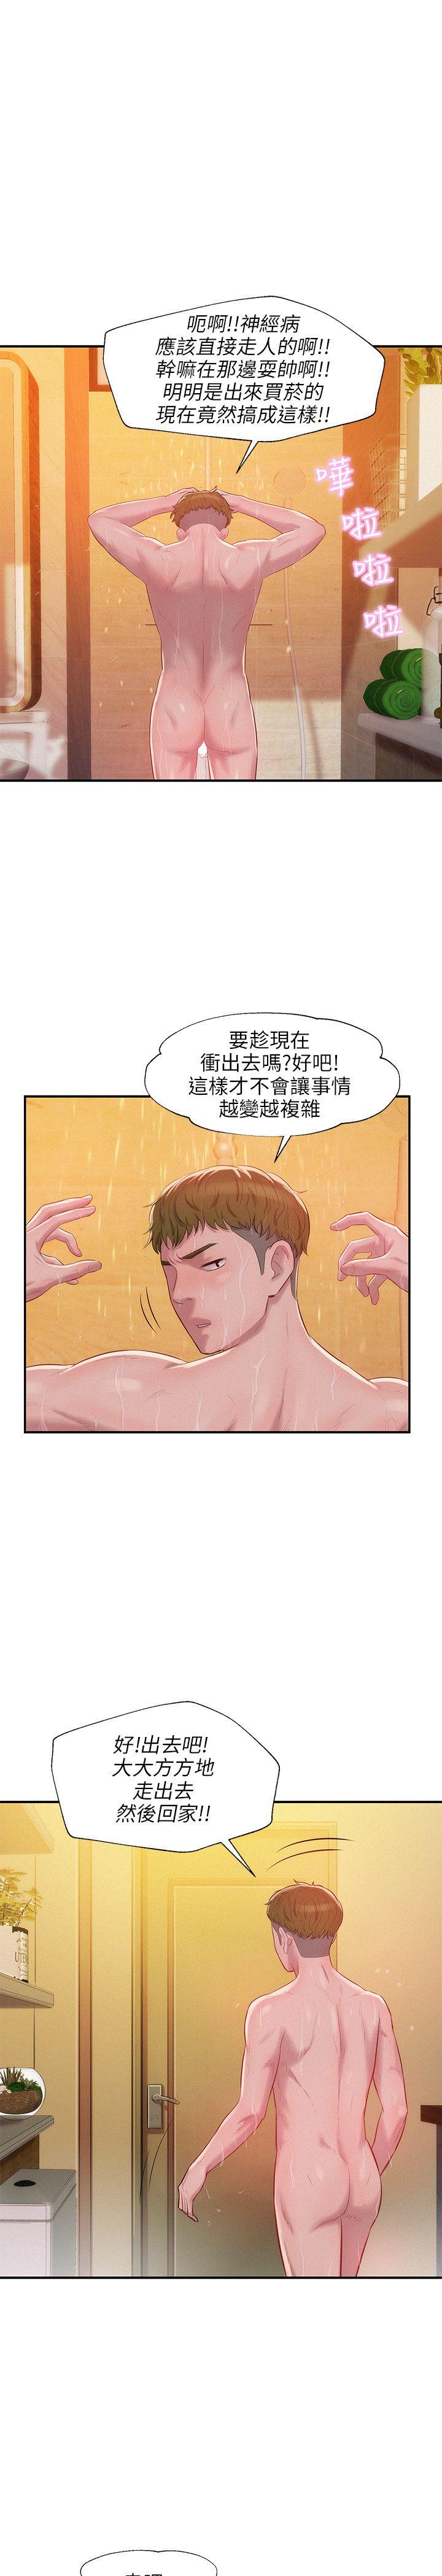 呃啊!!神經病
應該直接走人的啊!!
幹嘛在那邊耍帥啊!!
明明是出來買菸的
現在竟然搞成這樣!!
嘩
啦
啦
啦
要趁現在
衝出去嗎?好吧!
這樣才不會讓事情
越變越複雜
好!出去吧!
大大方方地
走出去
然後回家!!